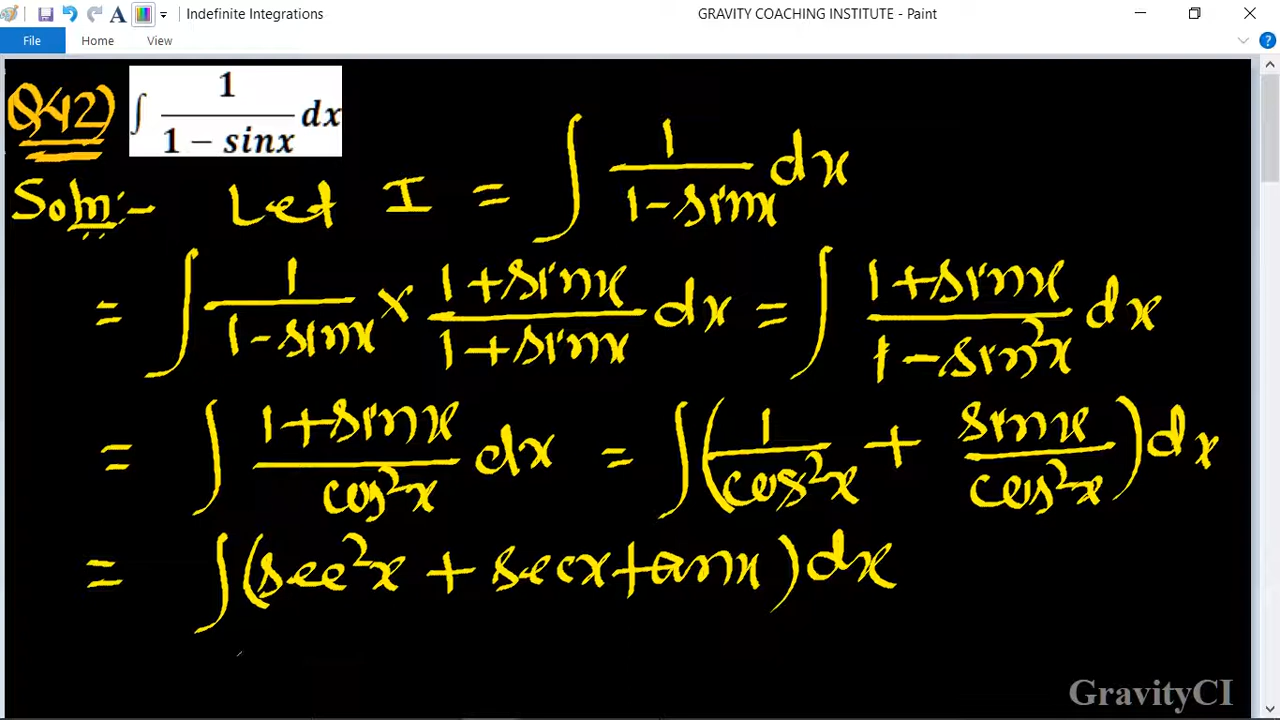 Indefinite Integrations GRAVITY COACHING INSTITUTE - Paint
File Home View
Q42) ∫ 1/(1 − sinx) dx
Soln:- Let I = ∫ 1/(1-sinx) dx
= ∫ 1/(1-sinx) × (1+sinx)/(1+sinx) dx = ∫ (1+sinx)/(1-sin²x) dx
= ∫ (1+sinx)/cos²x dx = ∫(1/cos²x + sinx/cos²x)dx
= ∫(sec²x + secxtanx)dx
GravityCI